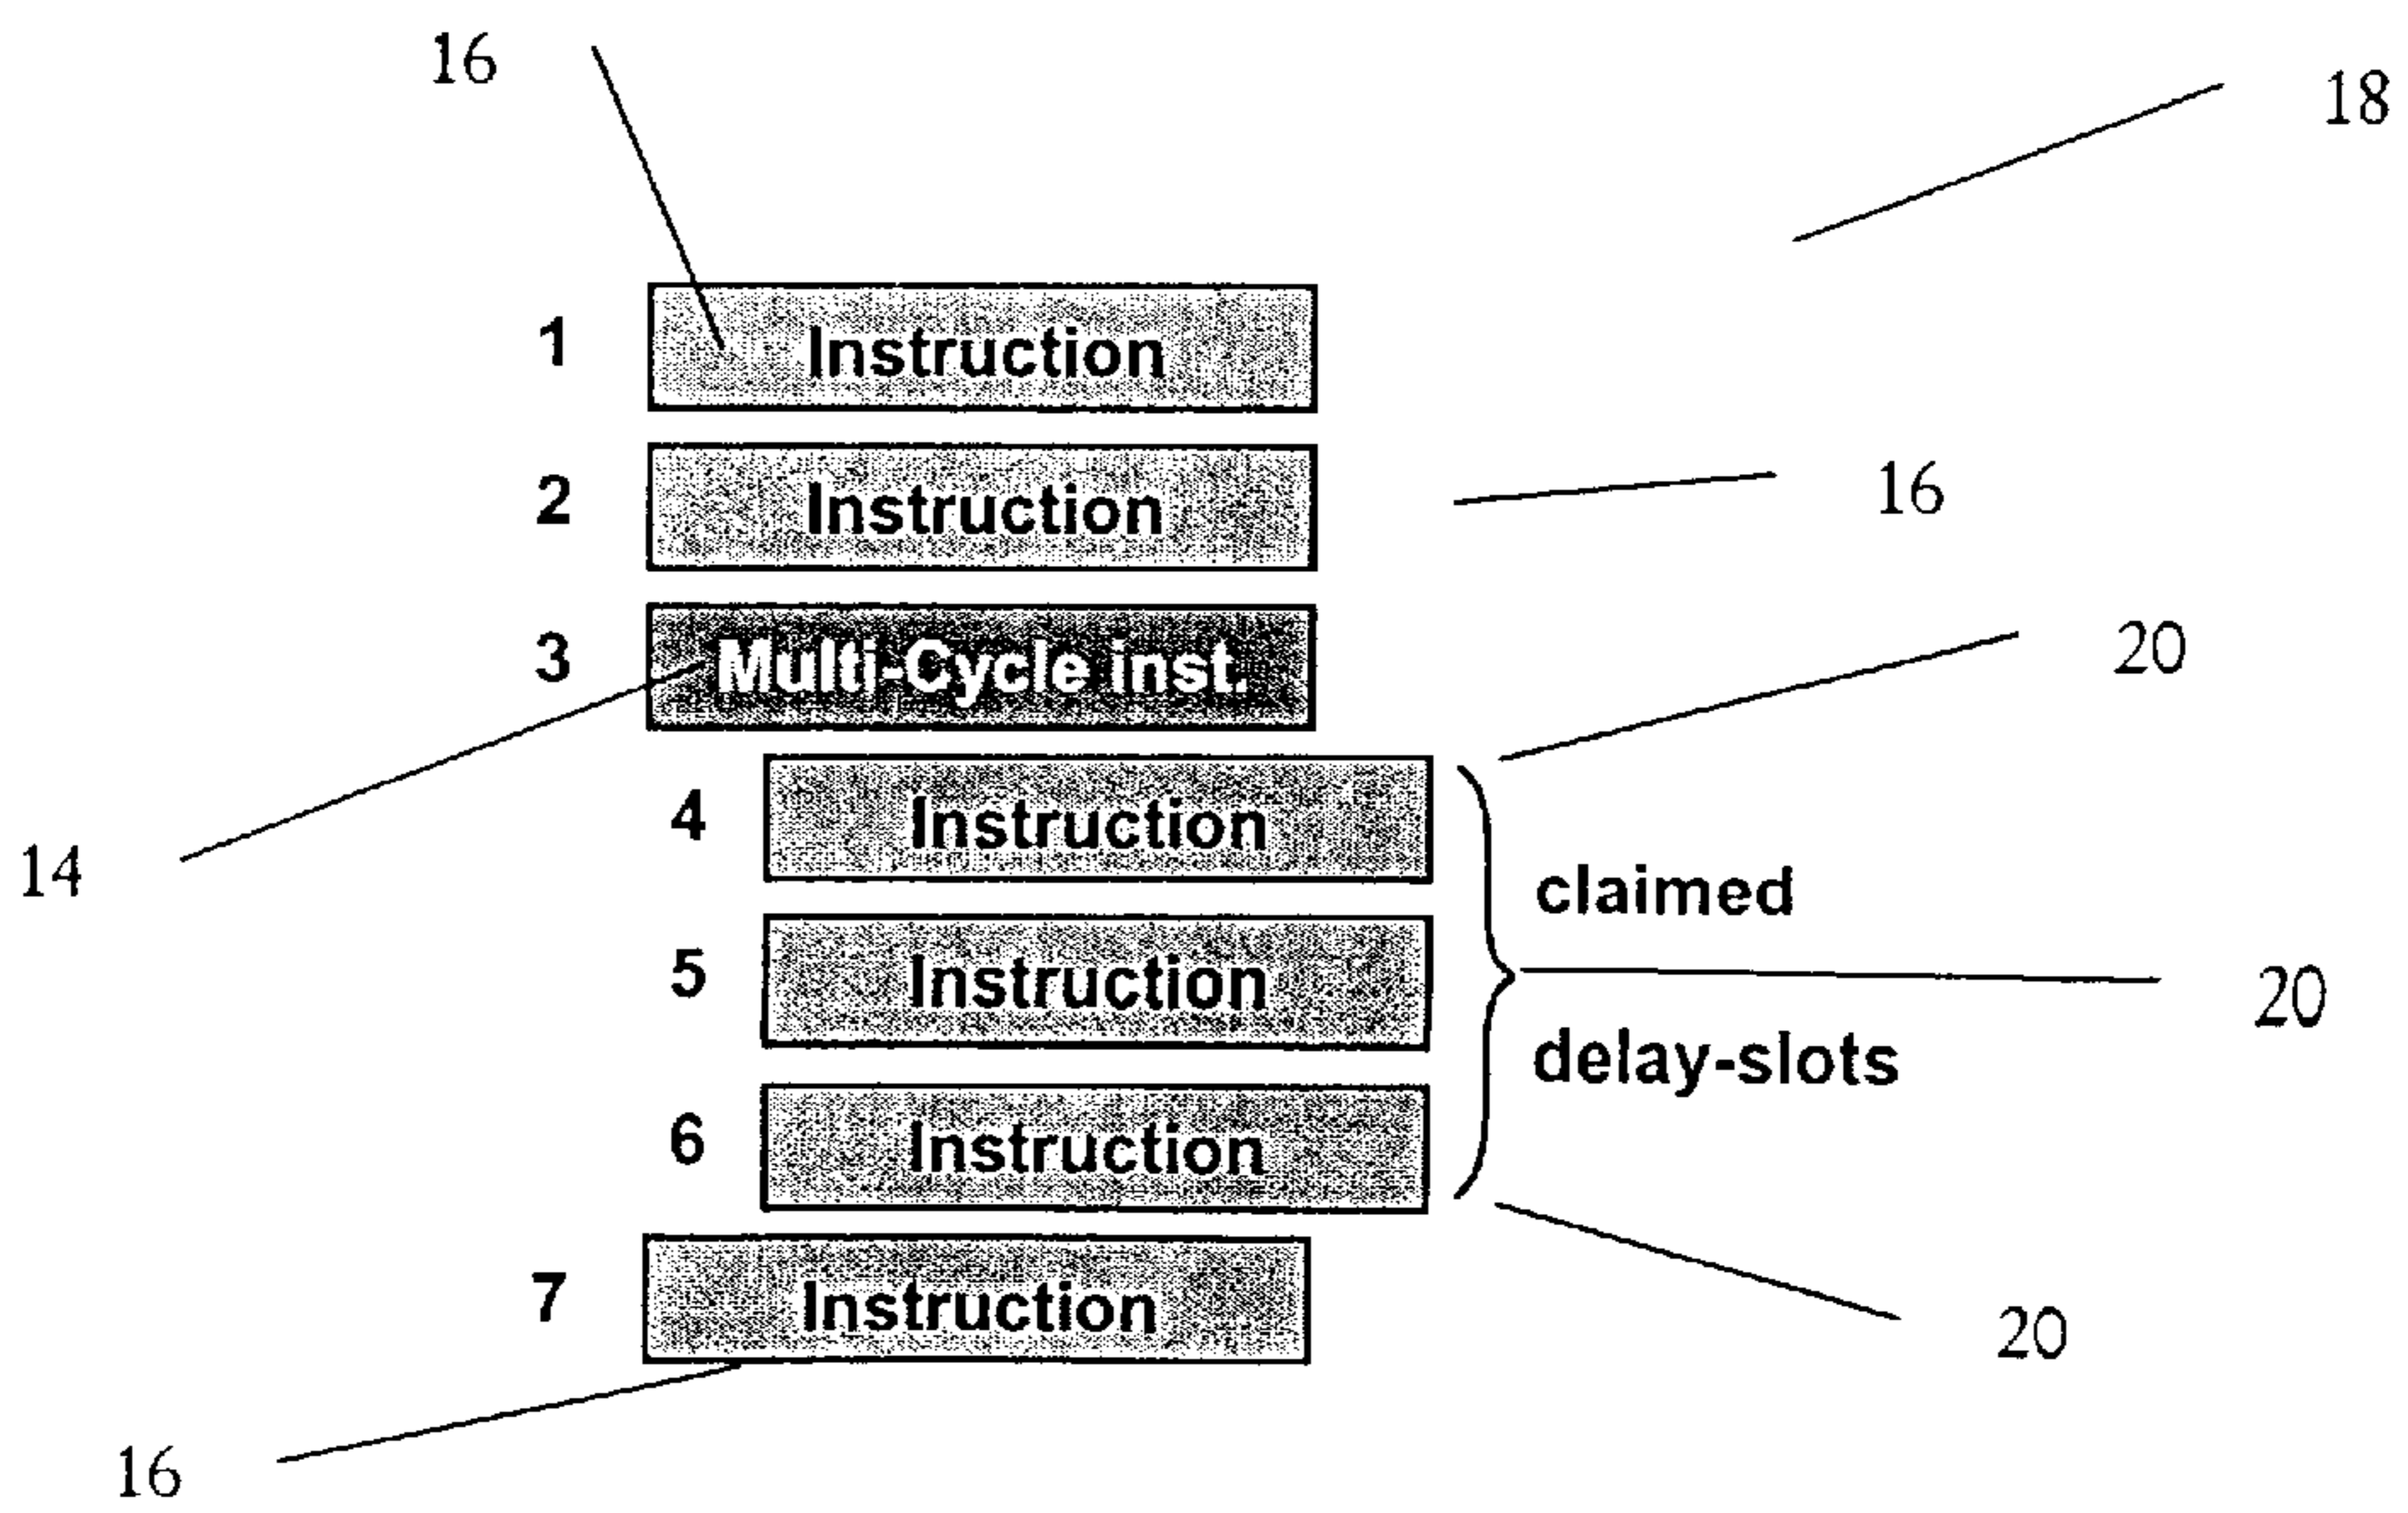 16
18
1 Instruction
2 Instruction
16
3 Multi-Cycle inst.
20
4 Instruction
14
claimed
5 Instruction
20
delay-slots
6 Instruction
7 Instruction
20
16